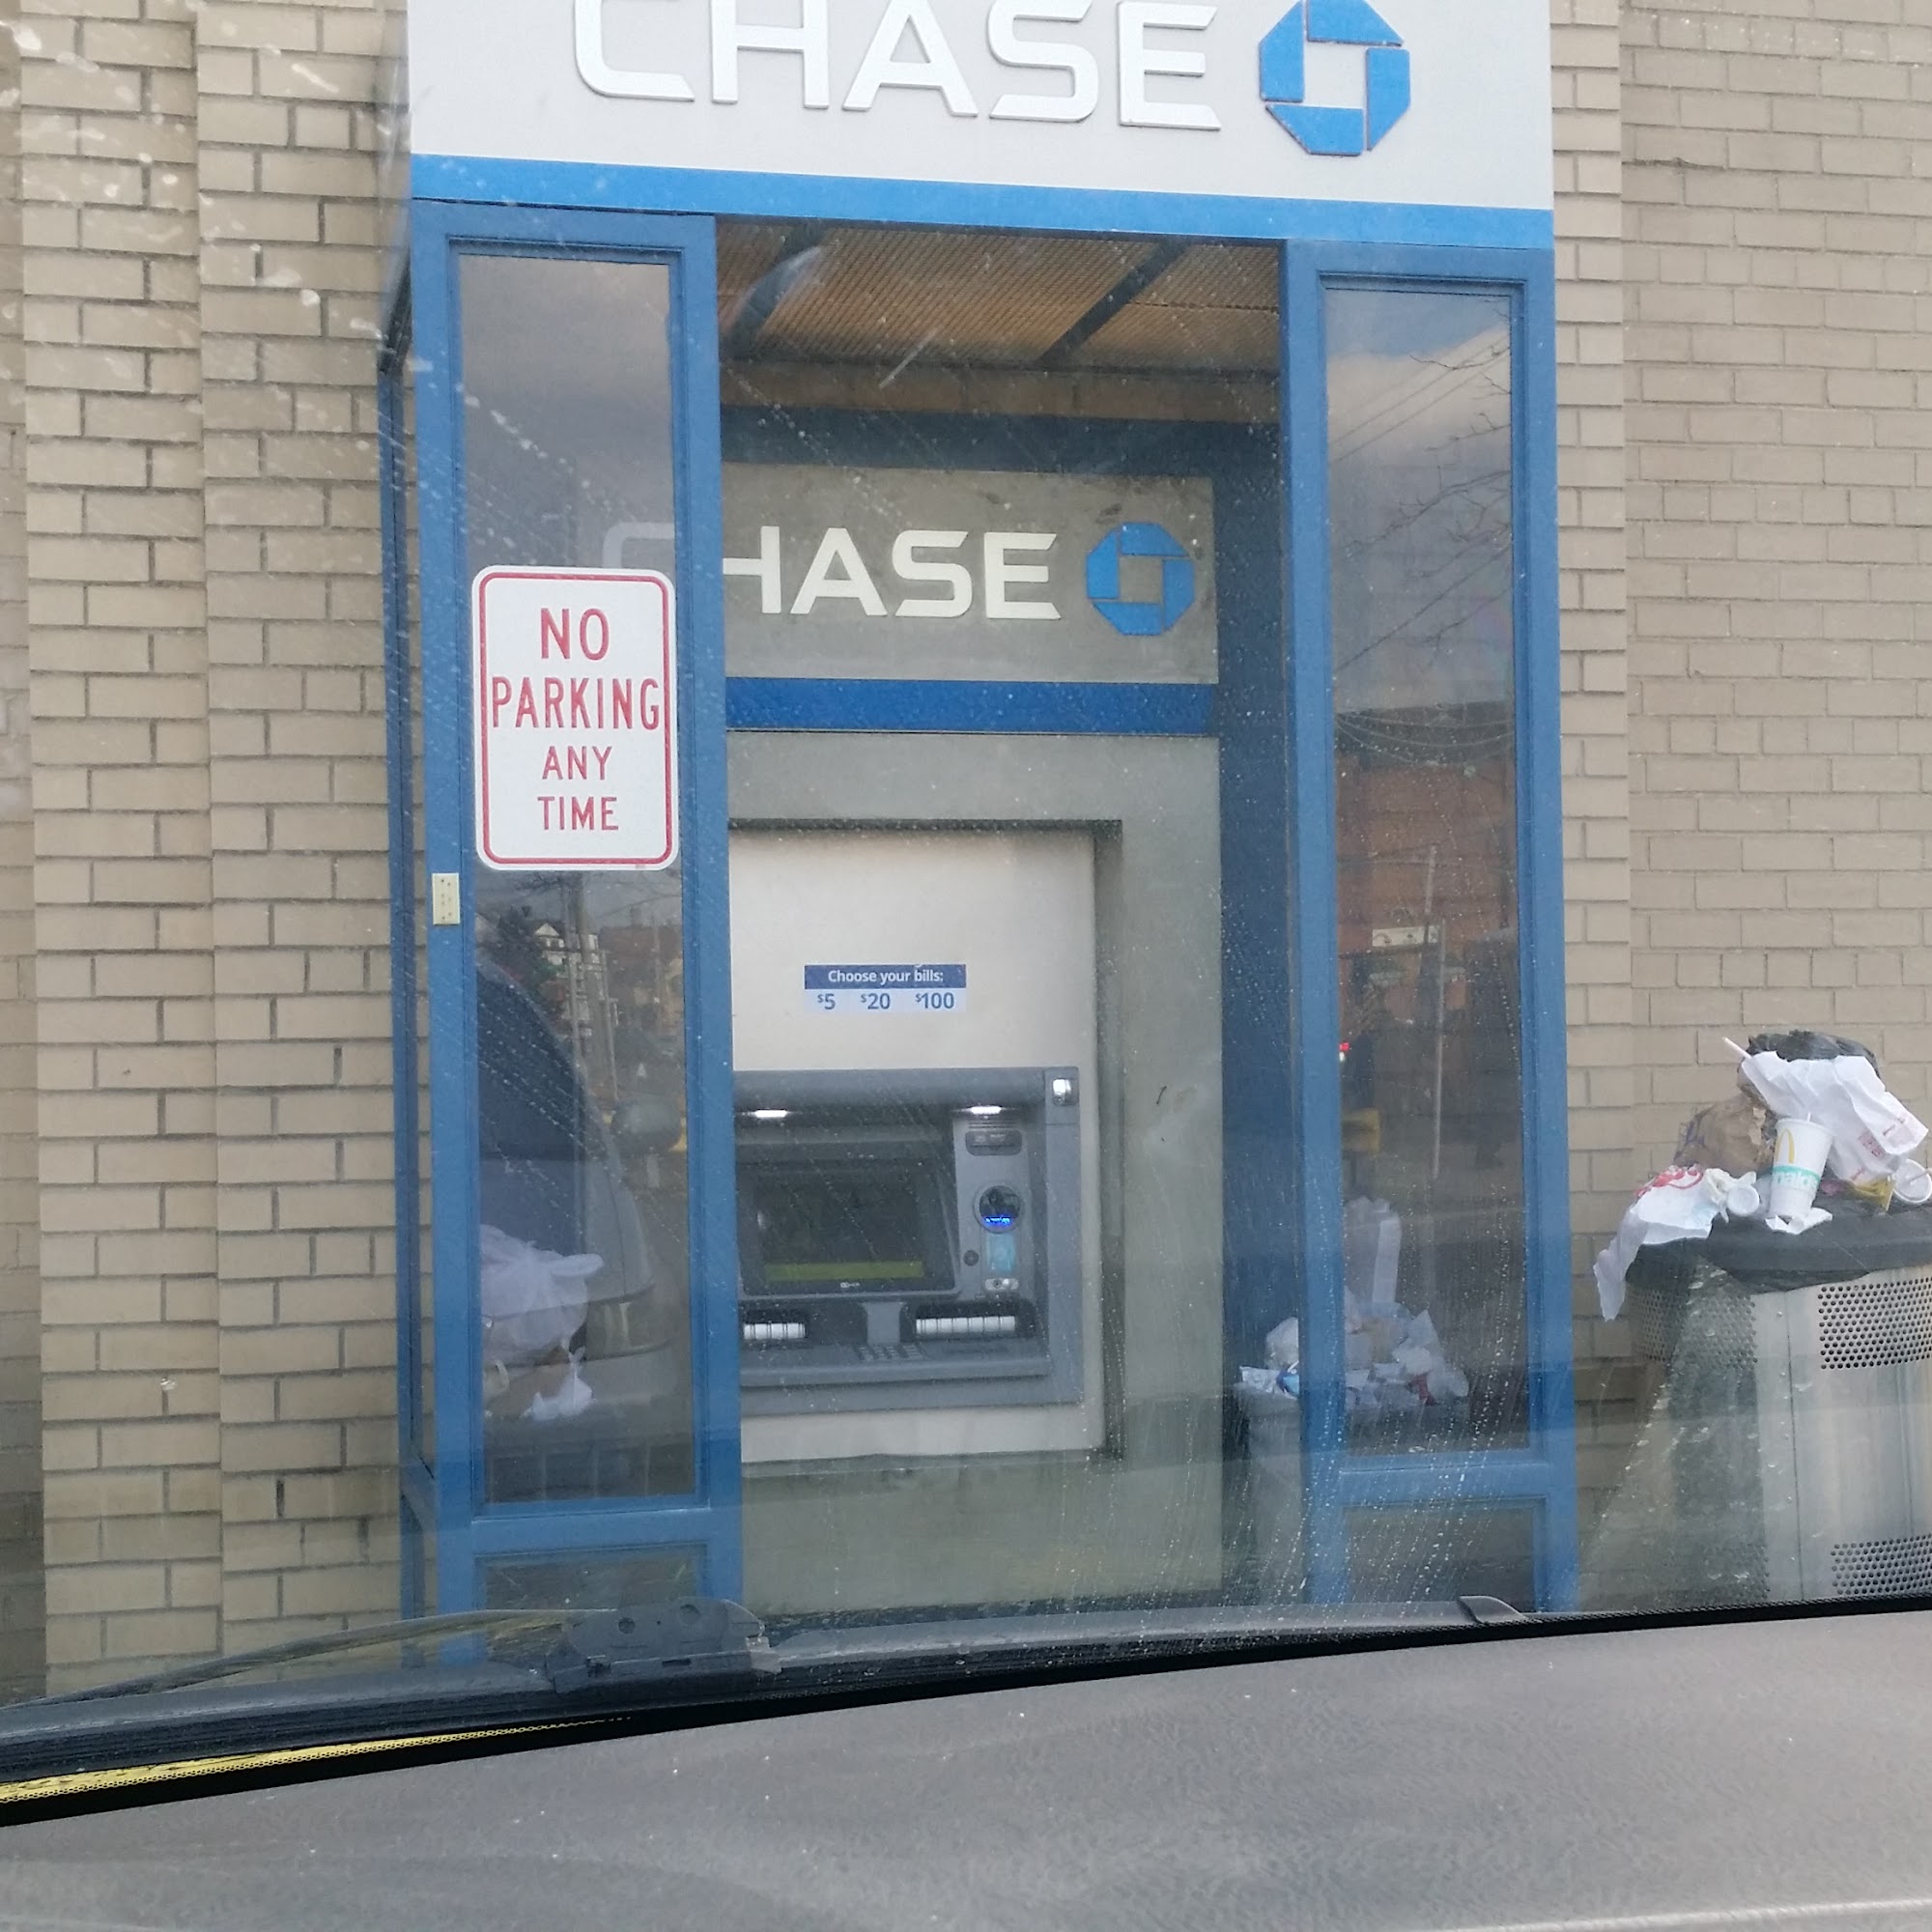 CHASE
HASE
NO
PARKING
ANY
TIME
Choose your bills:
$5 $20 $100